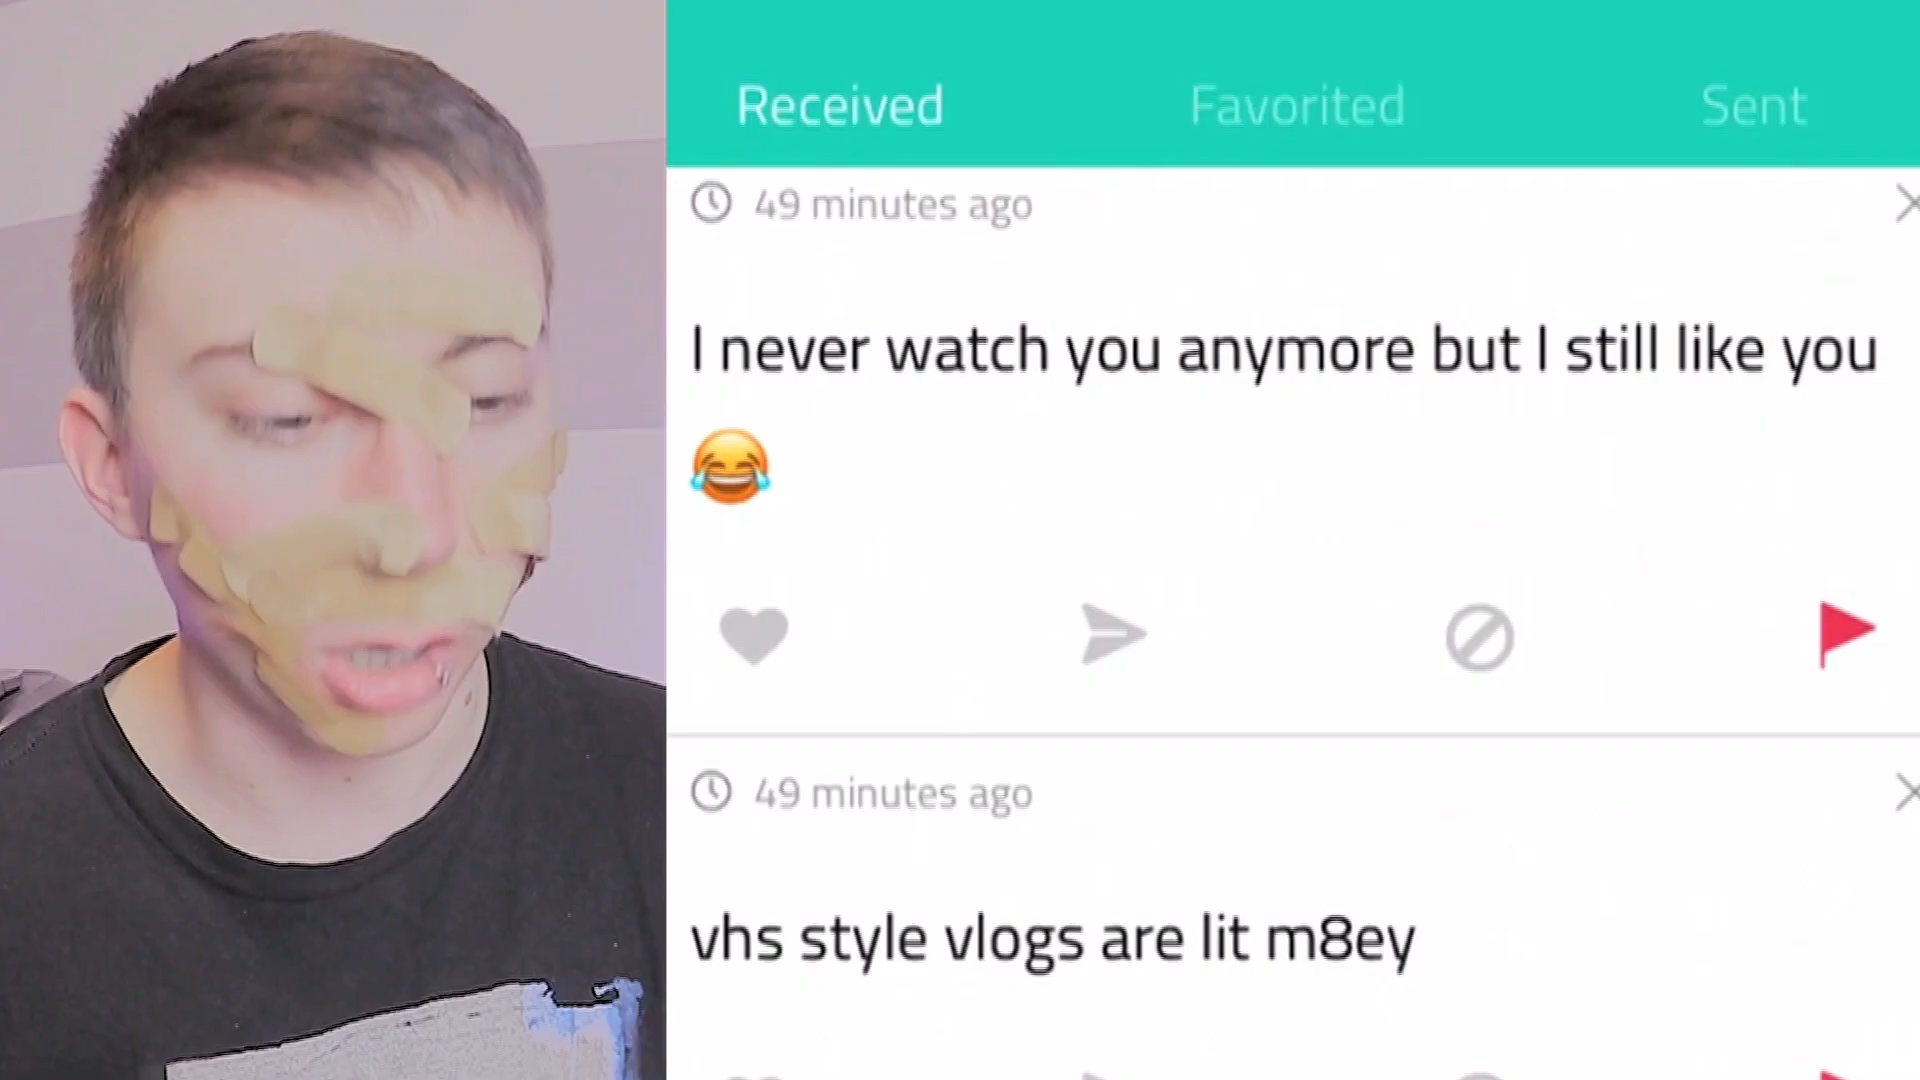 Received Favorited Sent
49 minutes ago
I never watch you anymore but I still like you
😂
49 minutes ago
vhs style vlogs are lit m8ey